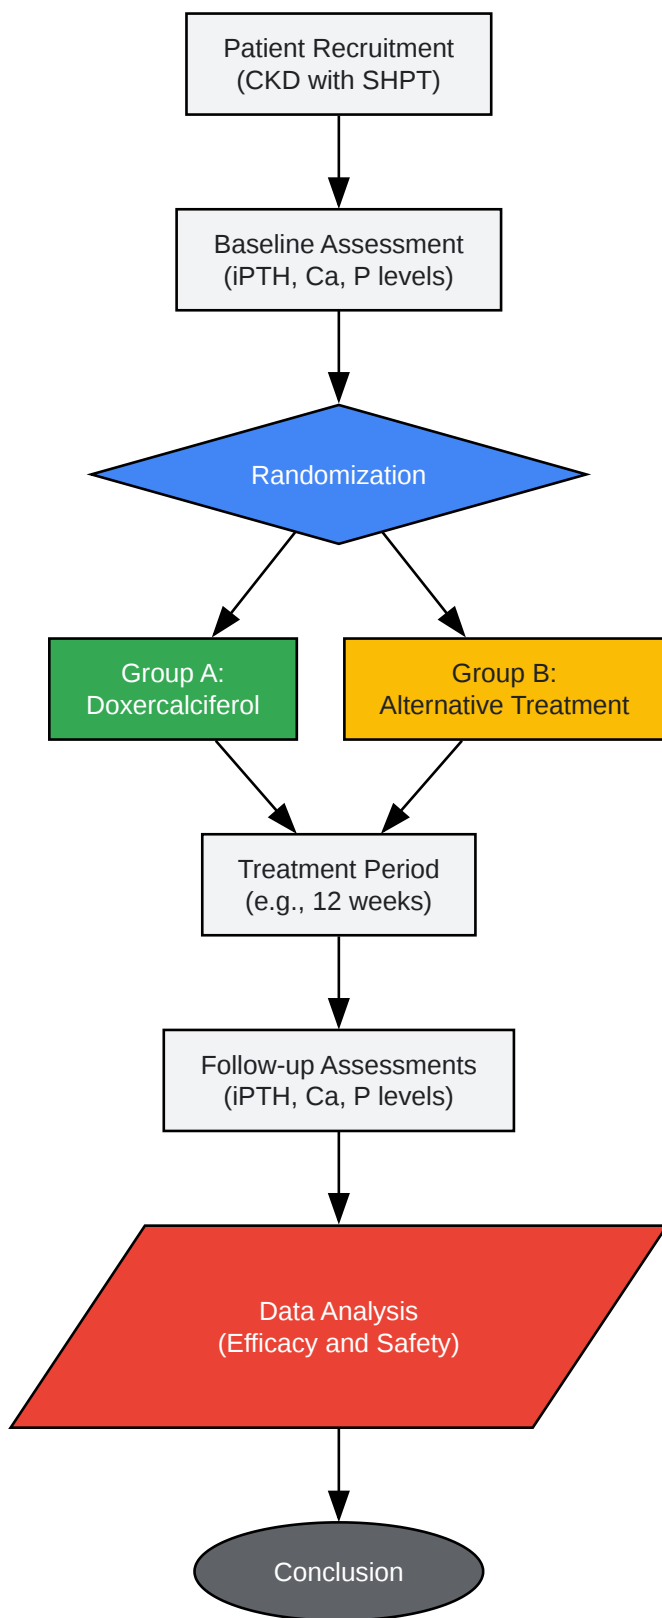 Patient Recruitment
(CKD with SHPT)
Baseline Assessment
(iPTH, Ca, P levels)
Randomization
Group A:
Doxercalciferol
Group B:
Alternative Treatment
Treatment Period
(e.g., 12 weeks)
Follow-up Assessments
(iPTH, Ca, P levels)
Data Analysis
(Efficacy and Safety)
Conclusion